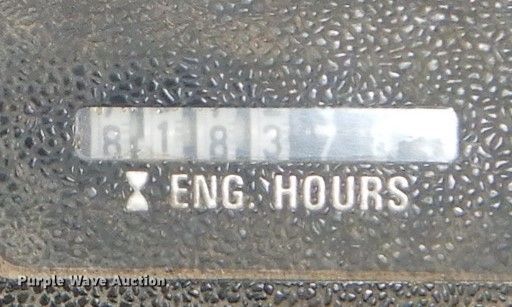 81837
ENG. HOURS
Purple Wave Auction